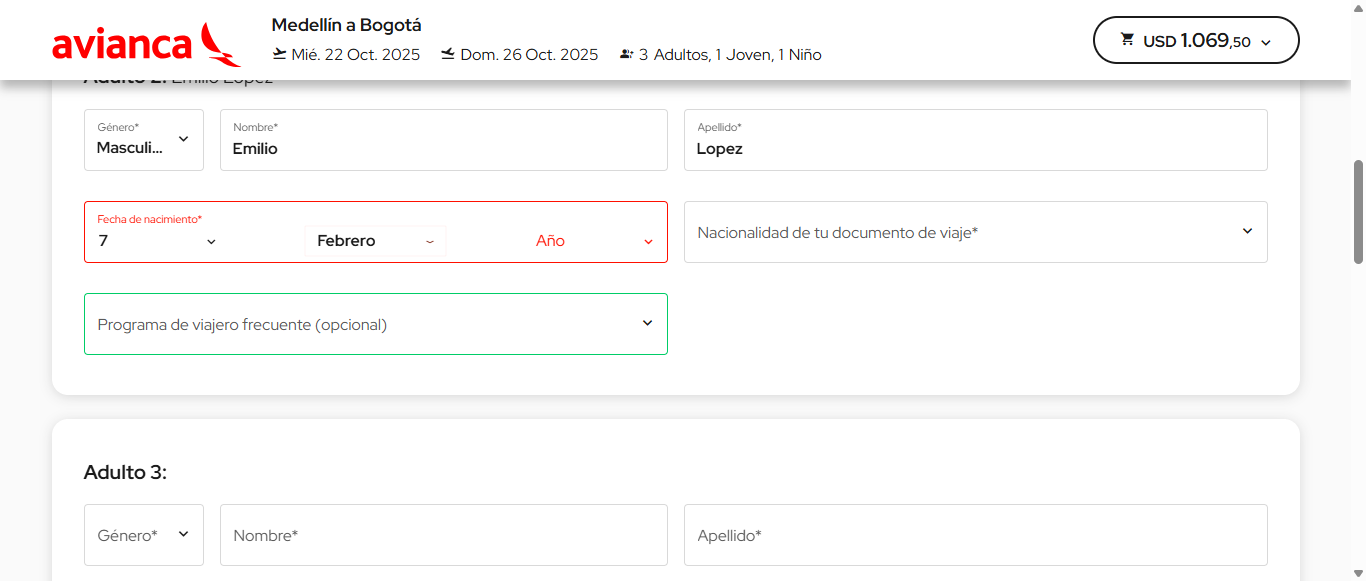 avianca
Medellín a Bogotá
Mié. 22 Oct. 2025 Dom. 26 Oct. 2025 3 Adultos, 1 Joven, 1 Niño
USD 1.069,50
Adulto 2: Emilio Lopez
Género* Nombre* Apellido*
Masculi... Emilio Lopez
Fecha de nacimiento*
7 Febrero Año
Nacionalidad de tu documento de viaje*
Programa de viajero frecuente (opcional)
Adulto 3:
Género* Nombre* Apellido*